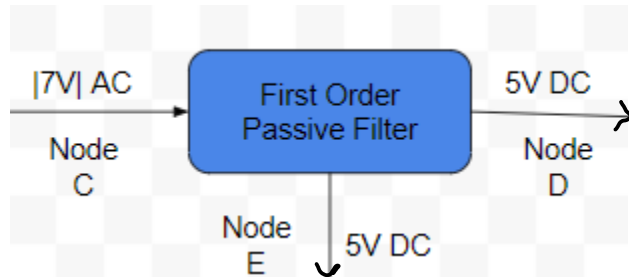 |7V| AC
Node
C
First Order
Passive Filter
5V DC
Node
D
Node
E
5V DC